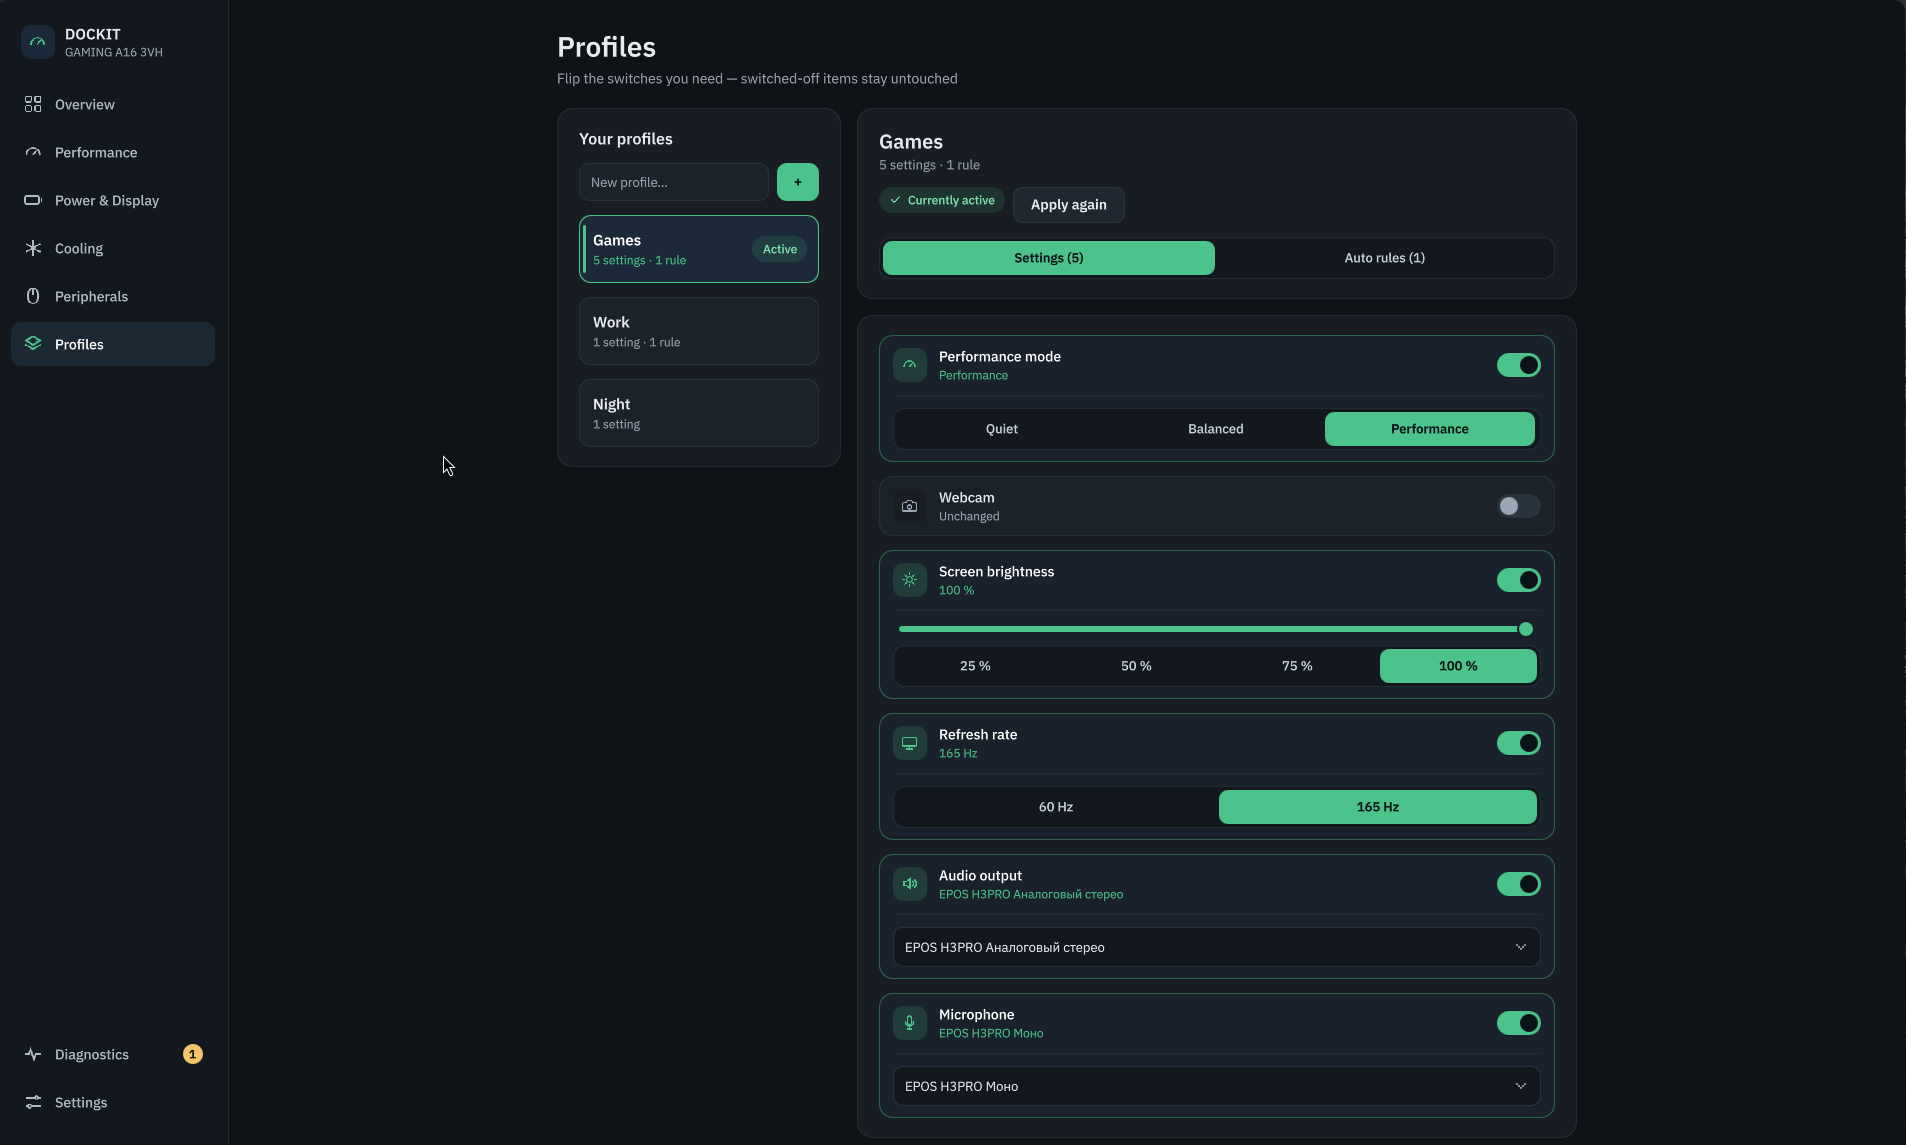 DOCKIT
GAMING A16 3VH
Overview
Performance
Power & Display
Cooling
Peripherals
Profiles
Diagnostics
1
Settings
Profiles
Flip the switches you need — switched-off items stay untouched
Your profiles
New profile...
+
Games
5 settings · 1 rule
Active
Work
1 setting · 1 rule
Night
1 setting
Games
5 settings · 1 rule
Currently active
Apply again
Settings (5)
Auto rules (1)
Performance mode
Performance
Quiet
Balanced
Performance
Webcam
Unchanged
Screen brightness
100 %
25 %
50 %
75 %
100 %
Refresh rate
165 Hz
60 Hz
165 Hz
Audio output
EPOS H3PRO Аналоговый стерео
EPOS H3PRO Аналоговый стерео
Microphone
EPOS H3PRO Моно
EPOS H3PRO Моно